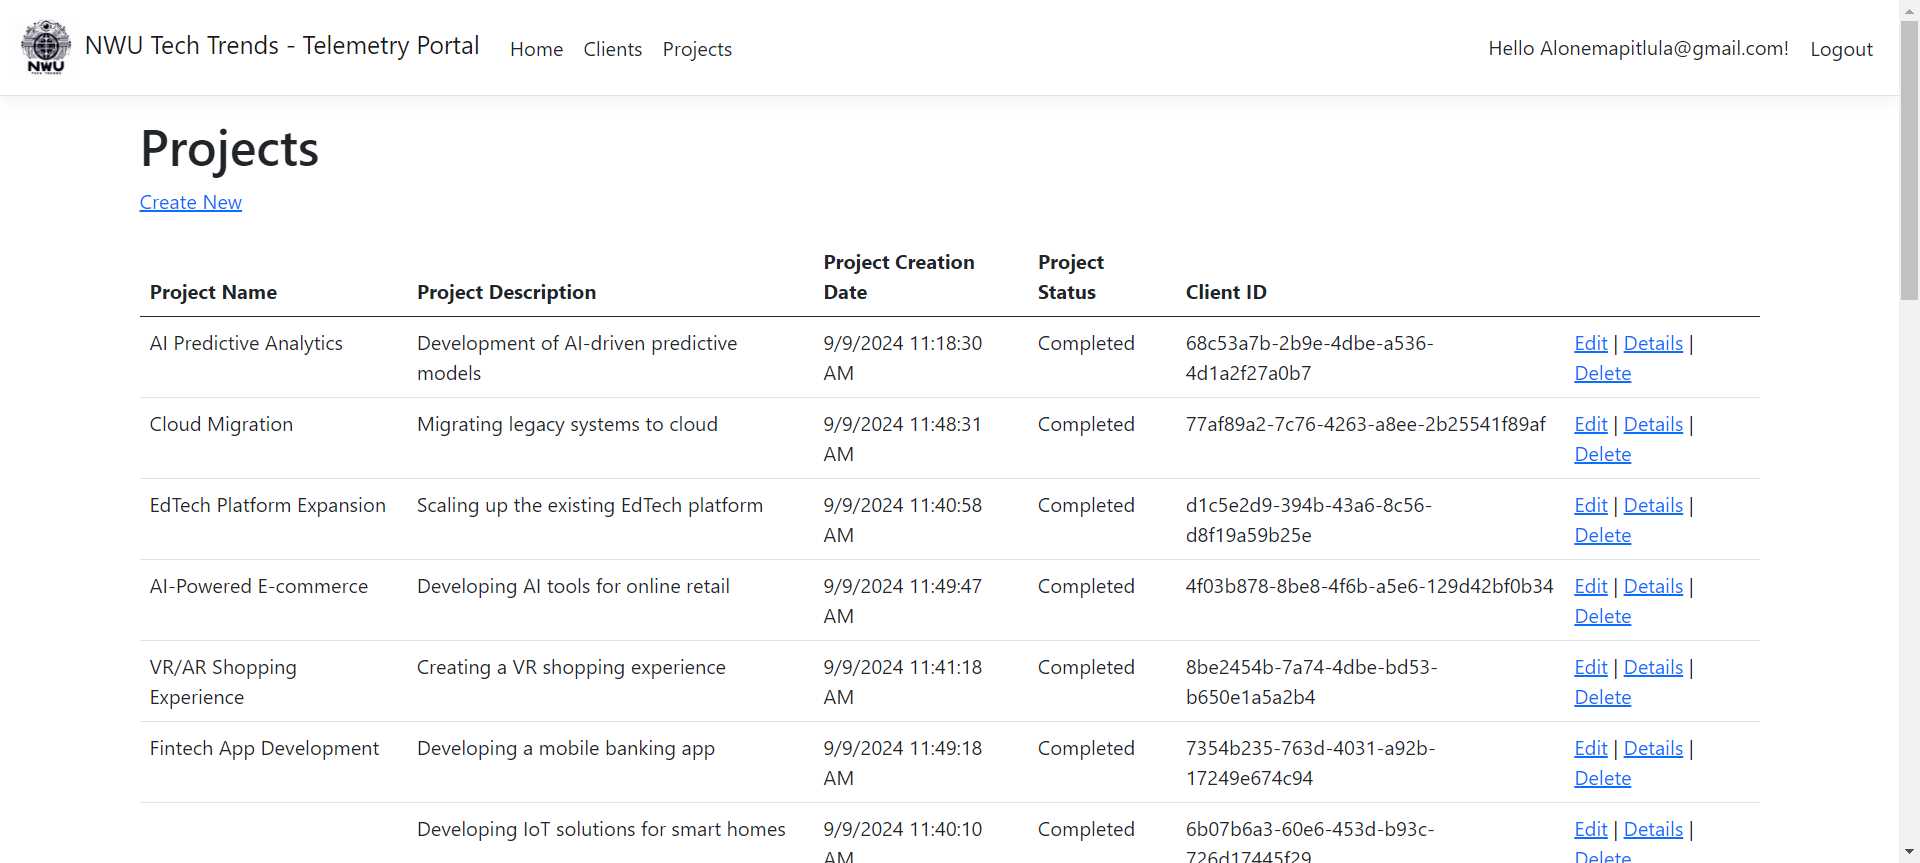 NWU
TECH TRENDS
NWU Tech Trends - Telemetry Portal
Home
Clients
Projects
Hello Alonemapitlula@gmail.com!
Logout
Projects
Create New
Project Name
Project Description
Project Creation
Date
Project
Status
Client ID
AI Predictive Analytics
Development of AI-driven predictive
models
9/9/2024 11:18:30
AM
Completed
68c53a7b-2b9e-4dbe-a536-
4d1a2f27a0b7
Edit | Details |
Delete
Cloud Migration
Migrating legacy systems to cloud
9/9/2024 11:48:31
AM
Completed
77af89a2-7c76-4263-a8ee-2b25541f89af
Edit | Details |
Delete
EdTech Platform Expansion
Scaling up the existing EdTech platform
9/9/2024 11:40:58
AM
Completed
d1c5e2d9-394b-43a6-8c56-
d8f19a59b25e
Edit | Details |
Delete
AI-Powered E-commerce
Developing AI tools for online retail
9/9/2024 11:49:47
AM
Completed
4f03b878-8be8-4f6b-a5e6-129d42bf0b34
Edit | Details |
Delete
VR/AR Shopping
Experience
Creating a VR shopping experience
9/9/2024 11:41:18
AM
Completed
8be2454b-7a74-4dbe-bd53-
b650e1a5a2b4
Edit | Details |
Delete
Fintech App Development
Developing a mobile banking app
9/9/2024 11:49:18
AM
Completed
7354b235-763d-4031-a92b-
17249e674c94
Edit | Details |
Delete
Developing IoT solutions for smart homes
9/9/2024 11:40:10
AM
Completed
6b07b6a3-60e6-453d-b93c-
726d17445f29
Edit | Details |
Delete